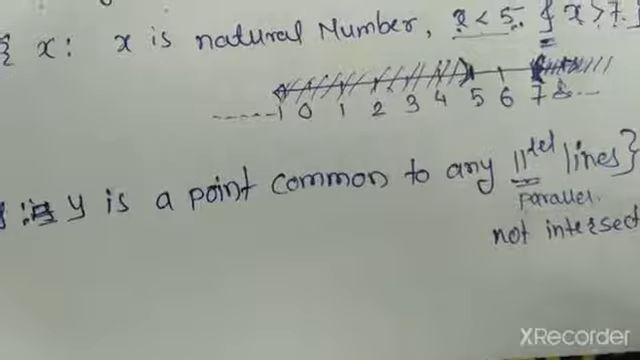 { x: x is natural Number, x < 5 & x > 7 }
------1 0 1 2 3 4 5 6 7 8...
y is a point common to any ||lel lines}
parallel
not intersect
XRecorder